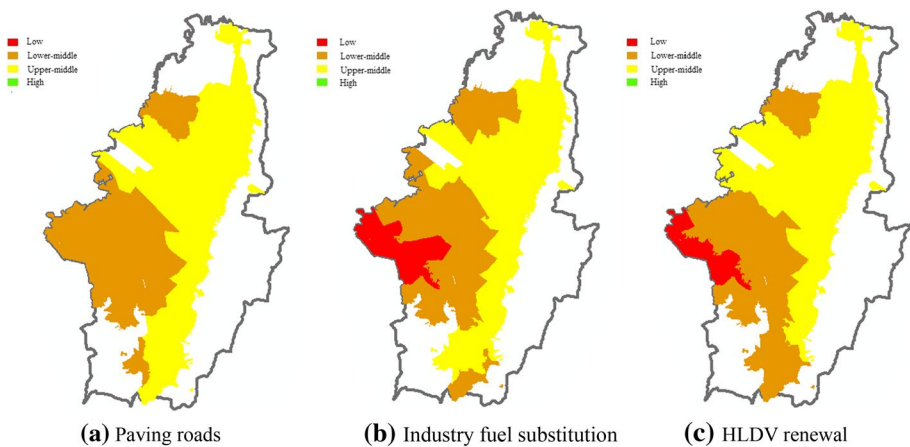 Low
Lower-middle
Upper-middle
High
Low
Lower-middle
Upper-middle
High
Low
Lower-middle
Upper-middle
High
(a) Paving roads
(b) Industry fuel substitution
(c) HLDV renewal